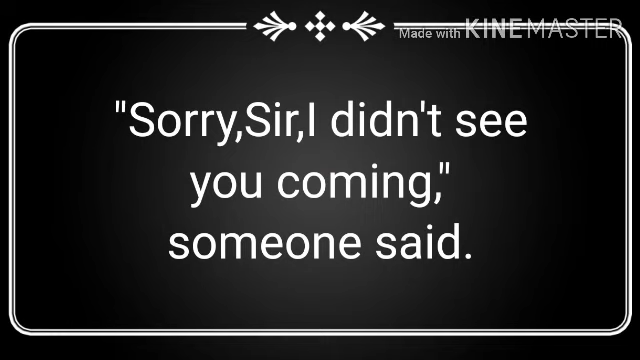 Made with KINEMASTER
"Sorry,Sir,I didn't see
you coming,"
someone said.